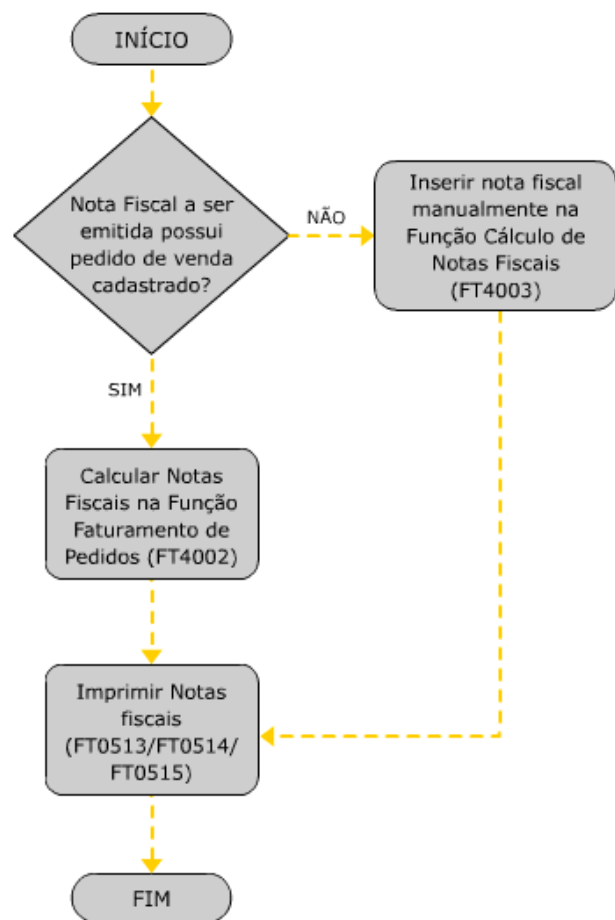 INÍCIO
Nota Fiscal a ser
emitida possui
pedido de venda
cadastrado?
NÃO
Inserir nota fiscal
manualmente na
Função Cálculo de
Notas Fiscais
(FT4003)
SIM
Calcular Notas
Fiscais na Função
Faturamento de
Pedidos (FT4002)
Imprimir Notas
fiscais
(FT0513/FT0514/
FT0515)
FIM